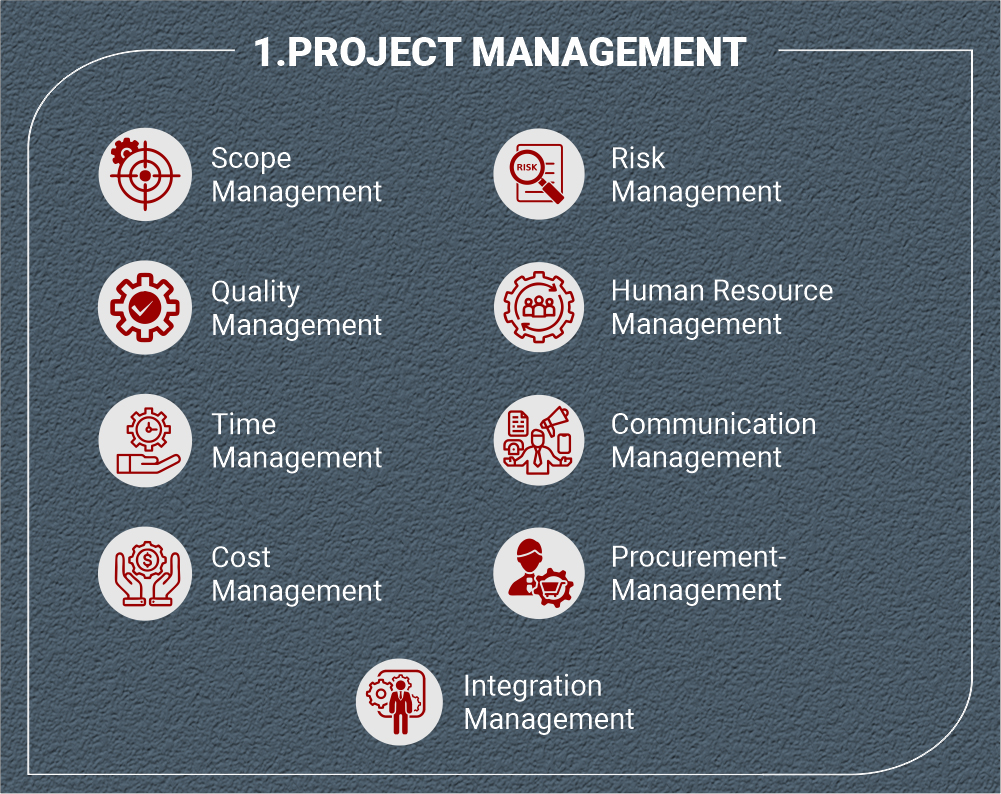 1.PROJECT MANAGEMENT
Scope
Management
RISK
Risk
Management
Quality
Management
Human Resource
Management
Time
Management
Communication
Management
$
Cost
Management
Procurement-
Management
Integration
Management